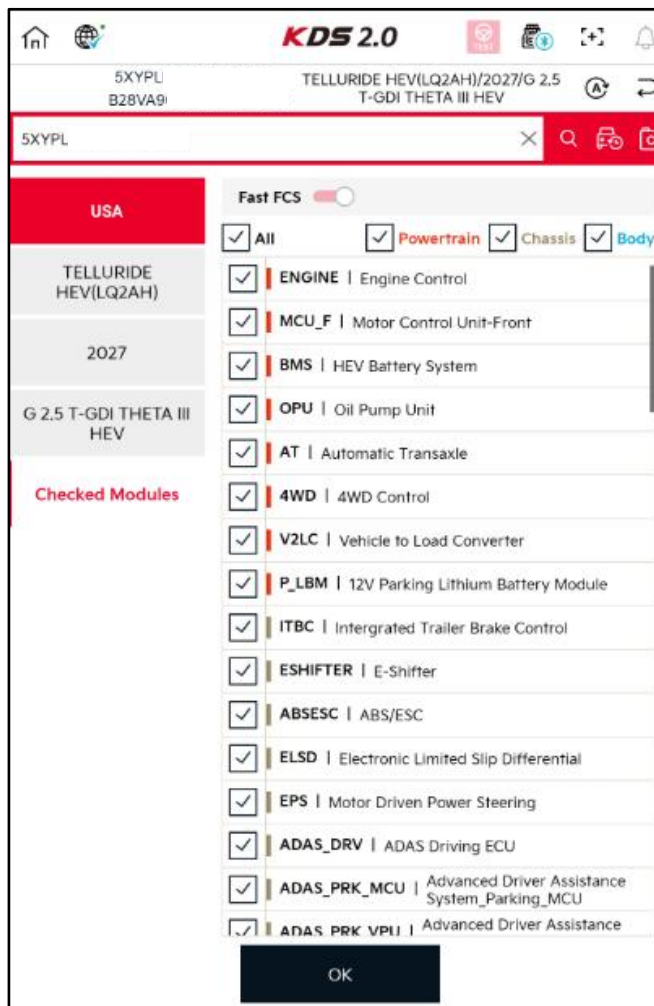 KDS 2.0
TEST
5XYPL
B28VA9
TELLURIDE HEV(LQ2AH)/2027/G 2.5
T-GDI THETA III HEV
A
5XYPL
USA
TELLURIDE
HEV(LQ2AH)
2027
G 2.5 T-GDI THETA III
HEV
Checked Modules
Fast FCS
All Powertrain Chassis Body
ENGINE | Engine Control
MCU_F | Motor Control Unit-Front
BMS | HEV Battery System
OPU | Oil Pump Unit
AT | Automatic Transaxle
4WD | 4WD Control
V2LC | Vehicle to Load Converter
P_LBM | 12V Parking Lithium Battery Module
ITBC | Intergrated Trailer Brake Control
ESHIFTER | E-Shifter
ABSESC | ABS/ESC
ELSD | Electronic Limited Slip Differential
EPS | Motor Driven Power Steering
ADAS_DRV | ADAS Driving ECU
ADAS_PRK_MCU | Advanced Driver Assistance
System_Parking_MCU
ADAS_PRK_VPU | Advanced Driver Assistance
OK